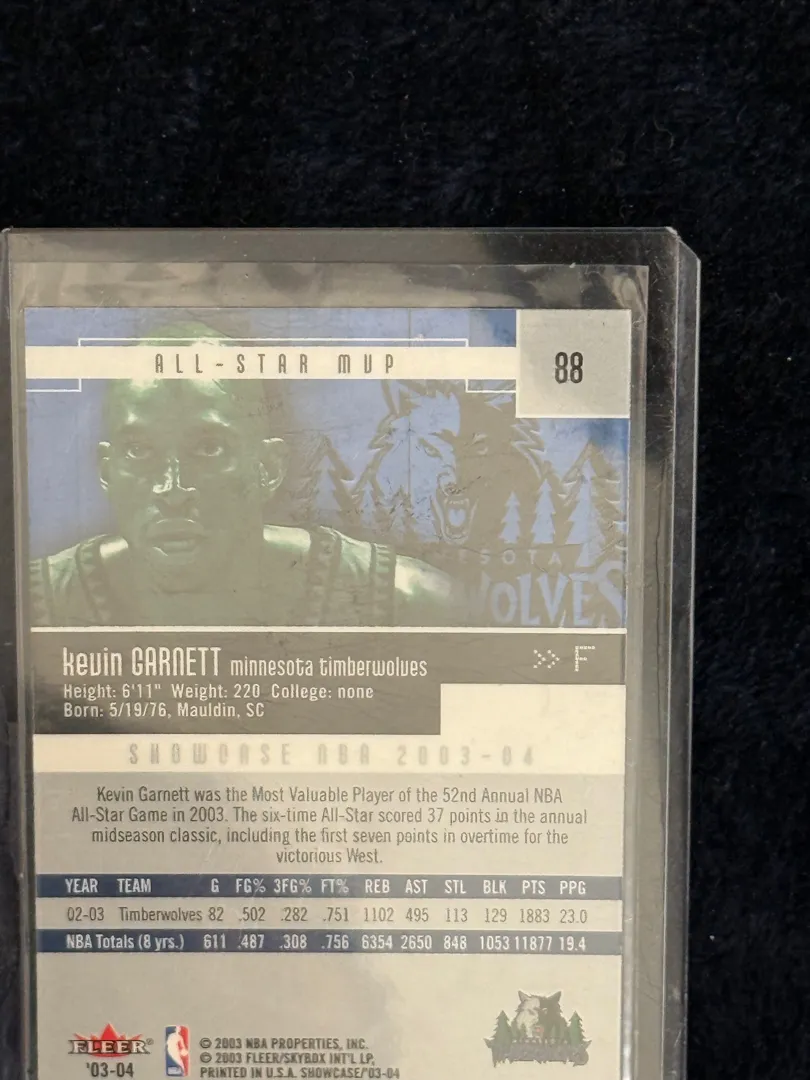 ALL-STAR MVP
88
ESOTA
WOLVES
kevin GARNETT minnesota timberwolves
>> F
Height: 6'11" Weight: 220 College: none
Born: 5/19/76, Mauldin, SC
SHOWCASE NBA 2003-04
Kevin Garnett was the Most Valuable Player of the 52nd Annual NBA
All-Star Game in 2003. The six-time All-Star scored 37 points in the annual
midseason classic, including the first seven points in overtime for the
victorious West.
YEAR TEAM G FG% 3FG% FT% REB AST STL BLK PTS PPG
02-03 Timberwolves 82 .502 .282 .751 1102 495 113 129 1883 23.0
NBA Totals (8 yrs.) 611 .487 .308 .756 6354 2650 848 1053 11877 19.4
FLEER
'03-04
NBA
© 2003 NBA PROPERTIES, INC.
© 2003 FLEER/SKYBOX INT'L LP,
PRINTED IN U.S.A. SHOWCASE/'03-04